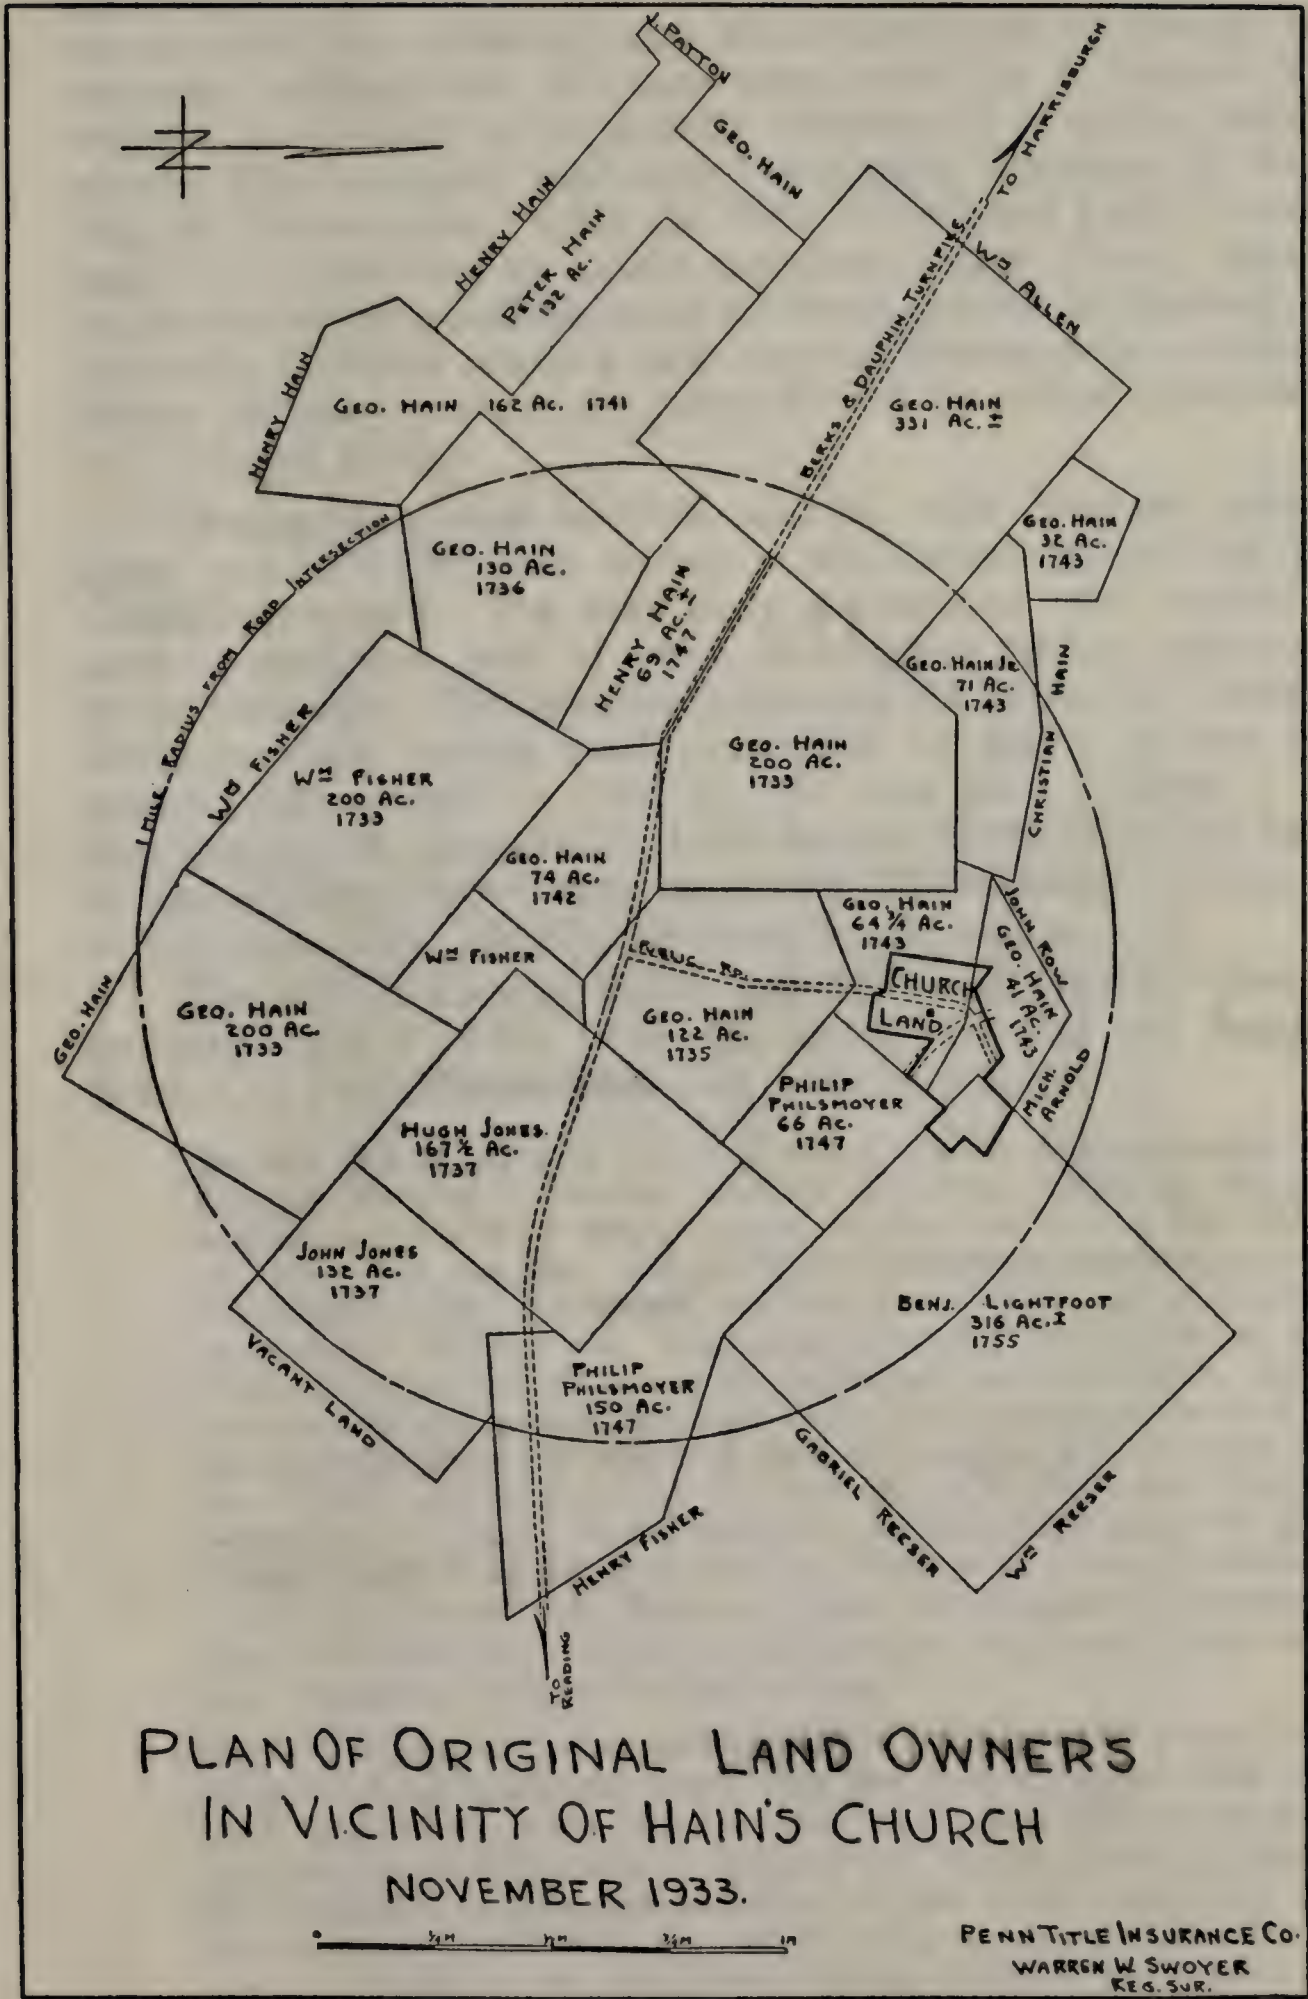 J. PATTON
GEO. HAIN
TO HARRISBURGH
HENRY HAIN
PETER HAIN
132 AC.
WM. ALLEN
BERKS & DAUPHIN TURNPIKE
HENRY HAIN
GEO. HAIN 162 AC. 1741
GEO. HAIN
331 AC. ±
GEO. HAIN
32 AC.
1743
1 MILE RADIUS FROM ROAD INTERSECTION
GEO. HAIN
130 AC.
1736
HENRY HAIN
69 AC. ±
1747
GEO. HAIN JR.
71 AC.
1743
CHRISTIAN HAIN
WM FISHER
WM FISHER
200 AC.
1733
GEO. HAIN
200 AC.
1733
GEO. HAIN
74 AC.
1742
GEO. HAIN
64 3/4 AC.
1743
JOHN ROW
GEO. HAIN
41 AC.
1743
WM FISHER
RD.
CHURCH
LAND
GEO. HAIN
GEO. HAIN
200 AC.
1733
GEO. HAIN
122 AC.
1735
MICH.
ARNOLD
PHILIP
PHILSMOYER
66 AC.
1747
HUGH JONES.
167 1/2 AC.
1737
JOHN JONES
132 AC.
1737
BENJ. LIGHTFOOT
316 AC. ±
1755
VACANT LAND
PHILIP
PHILSMOYER
150 AC.
1747
GABRIEL REESER
WM REESER
HENRY FISHER
TO
READING
PLAN OF ORIGINAL LAND OWNERS
IN VICINITY OF HAIN'S CHURCH
NOVEMBER 1933.
0 1/4 M 1/2 M 3/4 M 1 M
PENN TITLE INSURANCE CO.
WARREN W. SWOYER
REG. SUR.